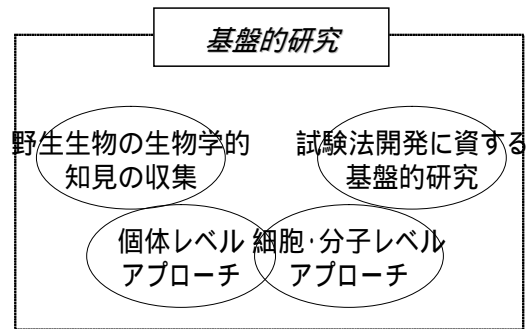 基盤的研究
野生生物の生物学的
知見の収集
試験法開発に資する
基盤的研究
個体レベル
アプローチ
細胞・分子レベル
アプローチ